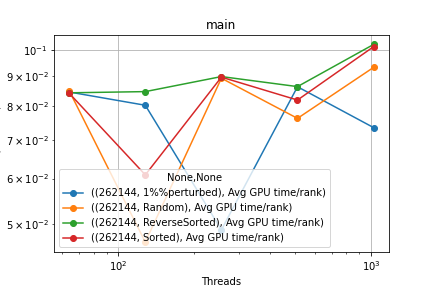 main
10⁻¹
9 × 10⁻²
8 × 10⁻²
7 × 10⁻²
6 × 10⁻²
5 × 10⁻²
None,None
((262144, 1%%perturbed), Avg GPU time/rank)
((262144, Random), Avg GPU time/rank)
((262144, ReverseSorted), Avg GPU time/rank)
((262144, Sorted), Avg GPU time/rank)
10²
10³
Threads